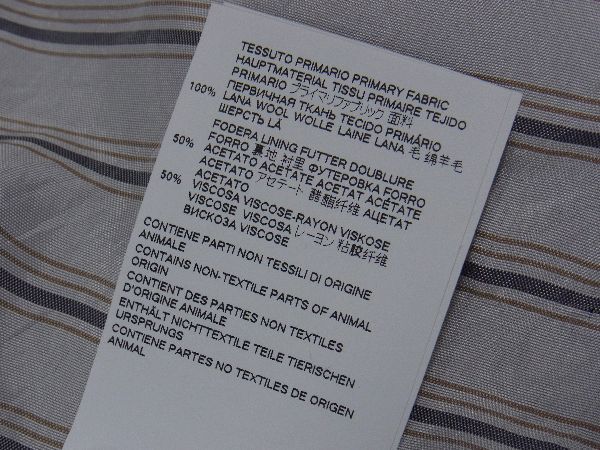 TESSUTO PRIMARIO PRIMARY FABRIC
HAUPTMATERIAL TISSU PRIMAIRE TEJIDO
PRIMARIO プライマリファブリック 面料
ПЕРВИЧНАЯ ТКАНЬ TECIDO PRIMÁRIO
100% LANA WOOL WOLLE LAINE LANA 毛 绵羊毛
ШЕРСТЬ LÃ
FODERA LINING FUTTER DOUBLURE
FORRO 裏地 衬里 ФУТЕРОВКА FORRO
50% ACETATO ACETATE ACETAT ACÉTATE
ACETATO アセテート 醋酯纤维 АЦЕТАТ
ACETATO
50% VISCOSA VISCOSE-RAYON VISKOSE
VISCOSE VISCOSA レーヨン 粘胶纤维
ВИСКОЗА VISCOSE
CONTIENE PARTI NON TESSILI DI ORIGINE
ANIMALE
CONTAINS NON-TEXTILE PARTS OF ANIMAL
ORIGIN
CONTIENT DES PARTIES NON TEXTILES
D'ORIGINE ANIMALE
ENTHÄLT NICHTTEXTILE TEILE TIERISCHEN
URSPRUNGS
CONTIENE PARTES NO TEXTILES DE ORIGEN
ANIMAL